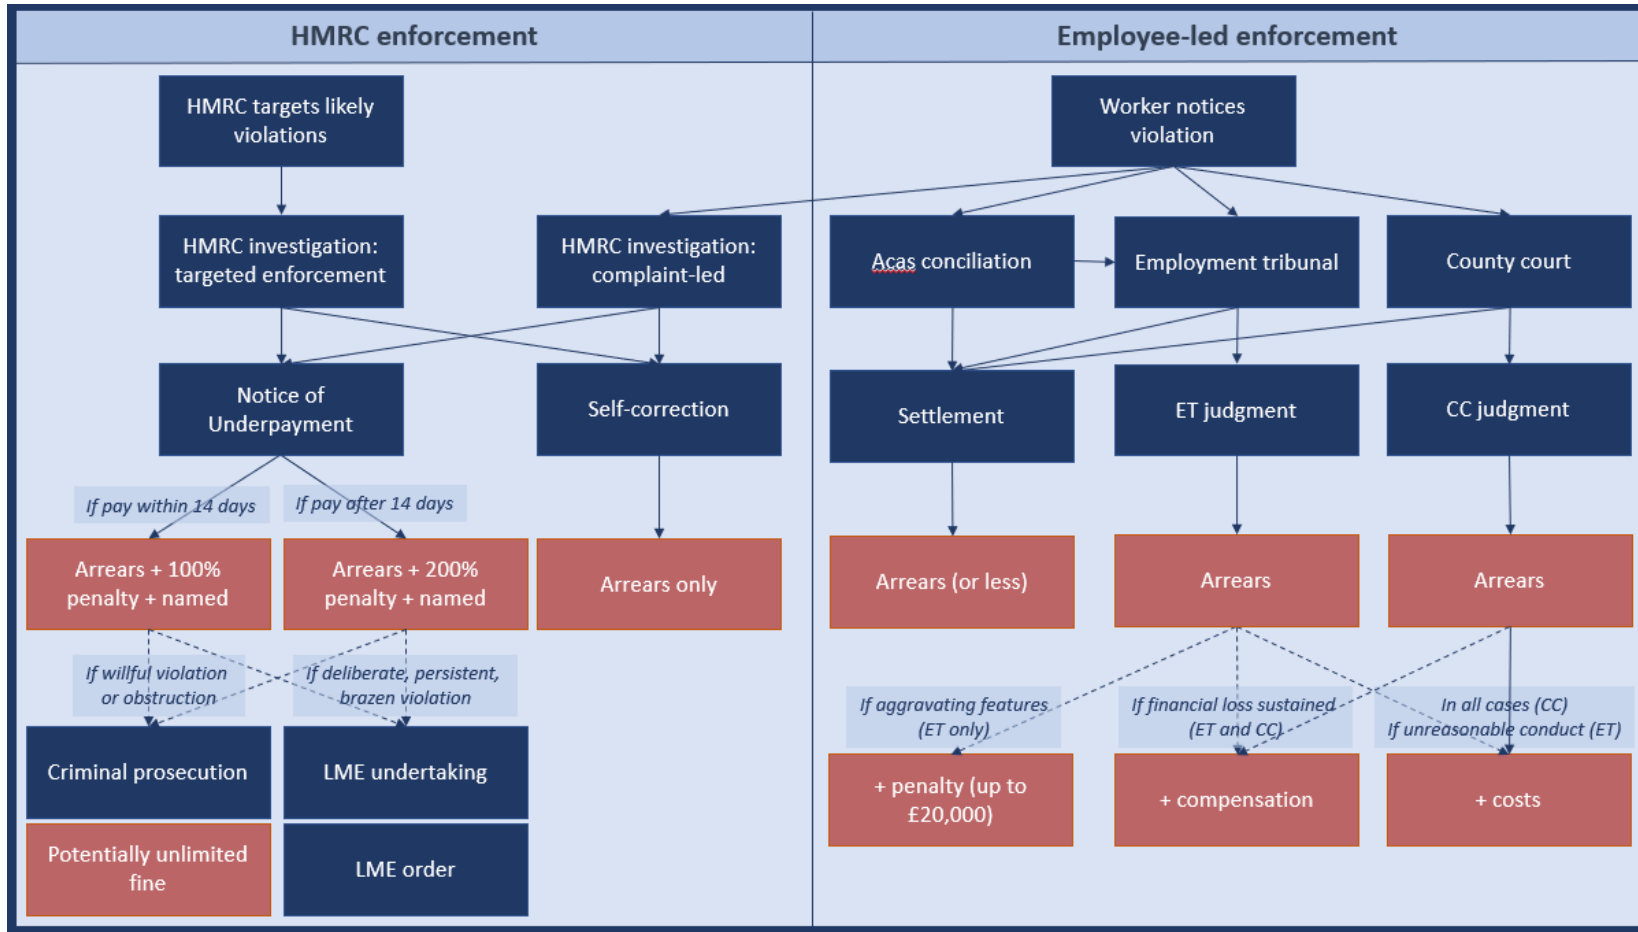 HMRC enforcement
Employee-led enforcement
HMRC targets likely
violations
Worker notices
violation
HMRC investigation:
targeted enforcement
HMRC investigation:
complaint-led
Acas conciliation
Employment tribunal
County court
Notice of
Underpayment
Self-correction
Settlement
ET judgment
CC judgment
If pay within 14 days
If pay after 14 days
Arrears + 100%
penalty + named
Arrears + 200%
penalty + named
Arrears only
Arrears (or less)
Arrears
Arrears
If willful violation
or obstruction
If deliberate, persistent,
brazen violation
If aggravating features
(ET only)
If financial loss sustained
(ET and CC)
In all cases (CC)
If unreasonable conduct (ET)
Criminal prosecution
LME undertaking
+ penalty (up to
£20,000)
+ compensation
+ costs
Potentially unlimited
fine
LME order